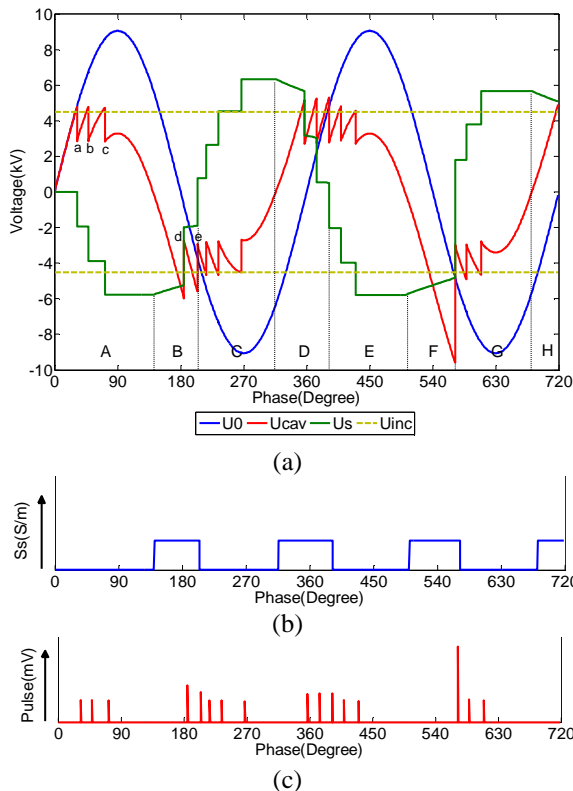 10
8
6
4
2
0
-2
-4
-6
-8
-10
Voltage(kV)
a b c
d e
A B C D E F G H
0 90 180 270 360 450 540 630 720
Phase(Degree)
U0 Ucav Us Uinc
(a)
Ss(S/m)
0 90 180 270 360 450 540 630 720
Phase(Degree)
(b)
Pulse(mV)
0 90 180 270 360 450 540 630 720
Phase(Degree)
(c)